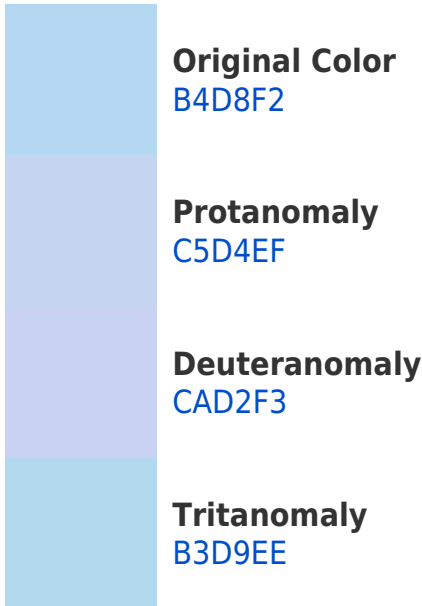 Original Color
B4D8F2
Protanomaly
C5D4EF
Deuteranomaly
CAD2F3
Tritanomaly
B3D9EE